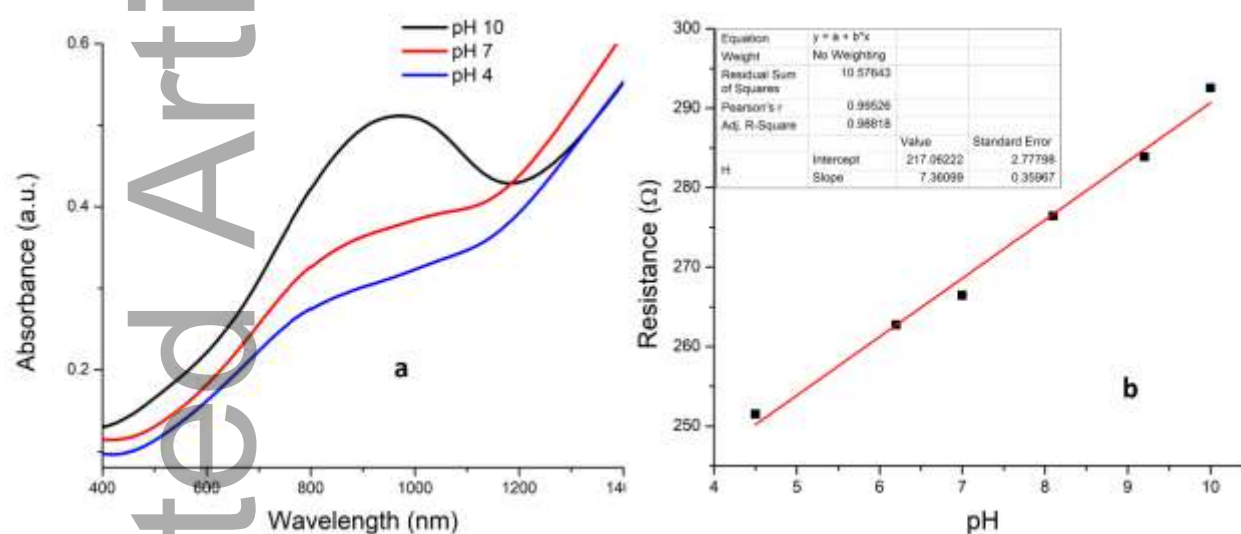 pH 10
pH 7
pH 4
0.6
0.4
0.2
Absorbance (a.u.)
a
400
600
800
1000
1200
140
Wavelength (nm)
ted Arti
300
290
280
270
260
250
Resistance (Ω)
Equation y = a + b*x
Weight No Weighting
Residual Sum of Squares 10.57643
Pearson's r 0.99526
Adj. R-Square 0.98818
Value Standard Error
H Intercept 217.06222 2.77798
Slope 7.36099 0.35967
b
4 5 6 7 8 9 10
pH